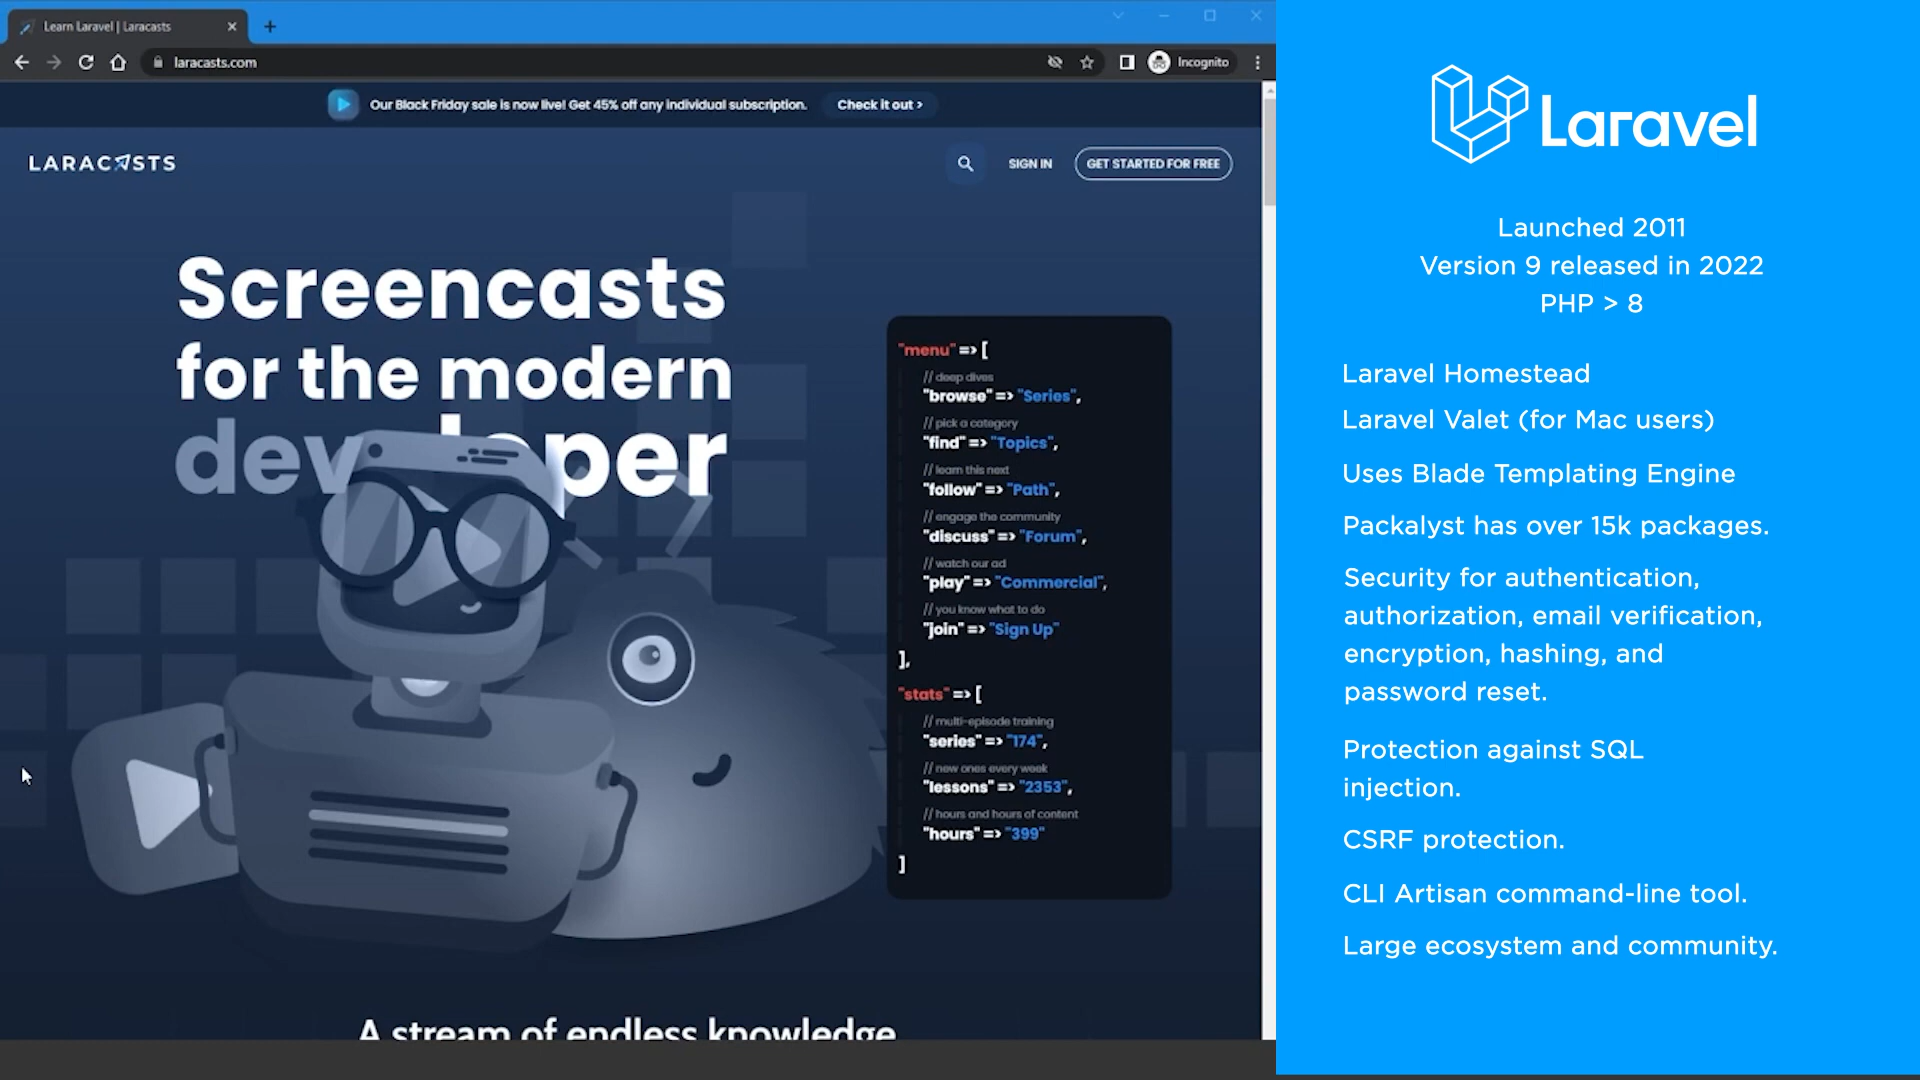 Learn Laravel | Laracasts
laracasts.com
Incognito
Our Black Friday sale is now live! Get 45% off any individual subscription.
Check it out >
LARACASTS
SIGN IN
GET STARTED FOR FREE
Screencasts
for the modern
developer
"menu" => [
// deep dives
"browse" => "Series",
// pick a category
"find" => "Topics",
// learn this next
"follow" => "Path",
// engage the community
"discuss" => "Forum",
// watch our ad
"play" => "Commercial",
// you know what to do
"join" => "Sign Up"
],
"stats" => [
// multi-episode training
"series" => "174",
// new ones every week
"lessons" => "2353",
// hours and hours of content
"hours" => "399"
]
A stream of endless knowledge
Laravel
Launched 2011
Version 9 released in 2022
PHP > 8
Laravel Homestead
Laravel Valet (for Mac users)
Uses Blade Templating Engine
Packalyst has over 15k packages.
Security for authentication,
authorization, email verification,
encryption, hashing, and
password reset.
Protection against SQL
injection.
CSRF protection.
CLI Artisan command-line tool.
Large ecosystem and community.